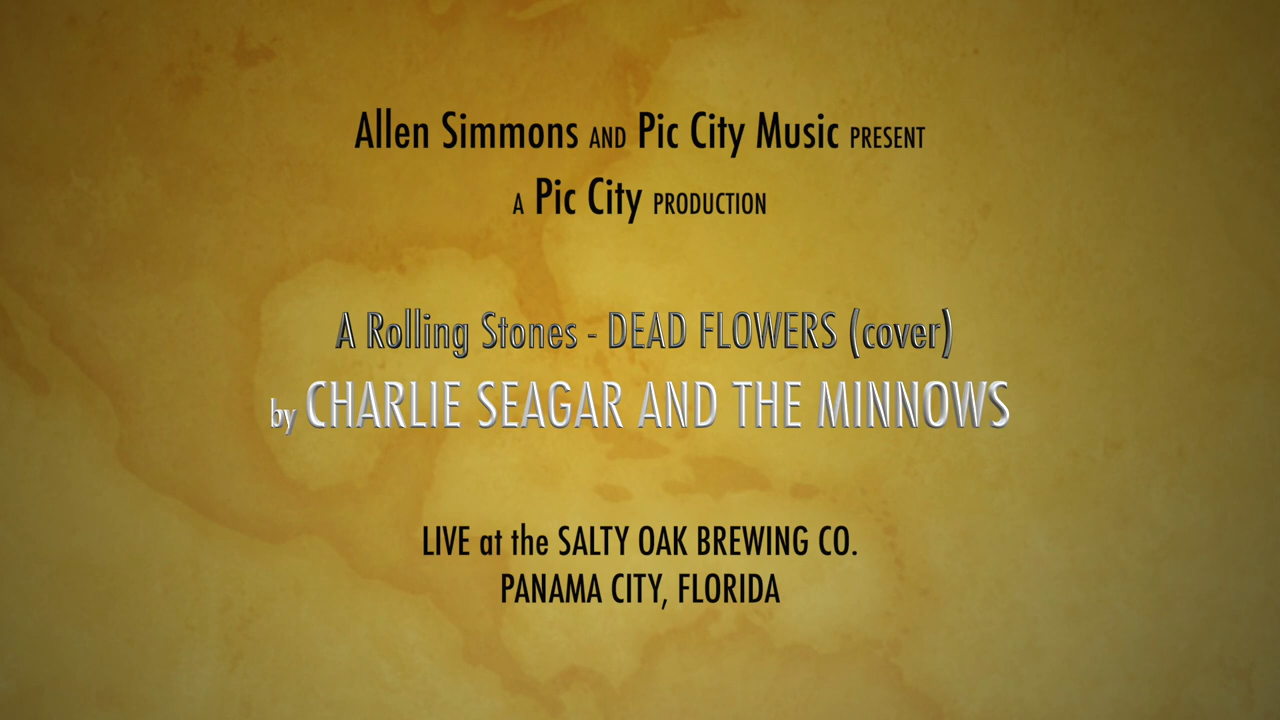 Allen Simmons AND Pic City Music PRESENT
A Pic City PRODUCTION
A Rolling Stones - DEAD FLOWERS (cover)
by CHARLIE SEAGAR AND THE MINNOWS
LIVE at the SALTY OAK BREWING CO.
PANAMA CITY, FLORIDA